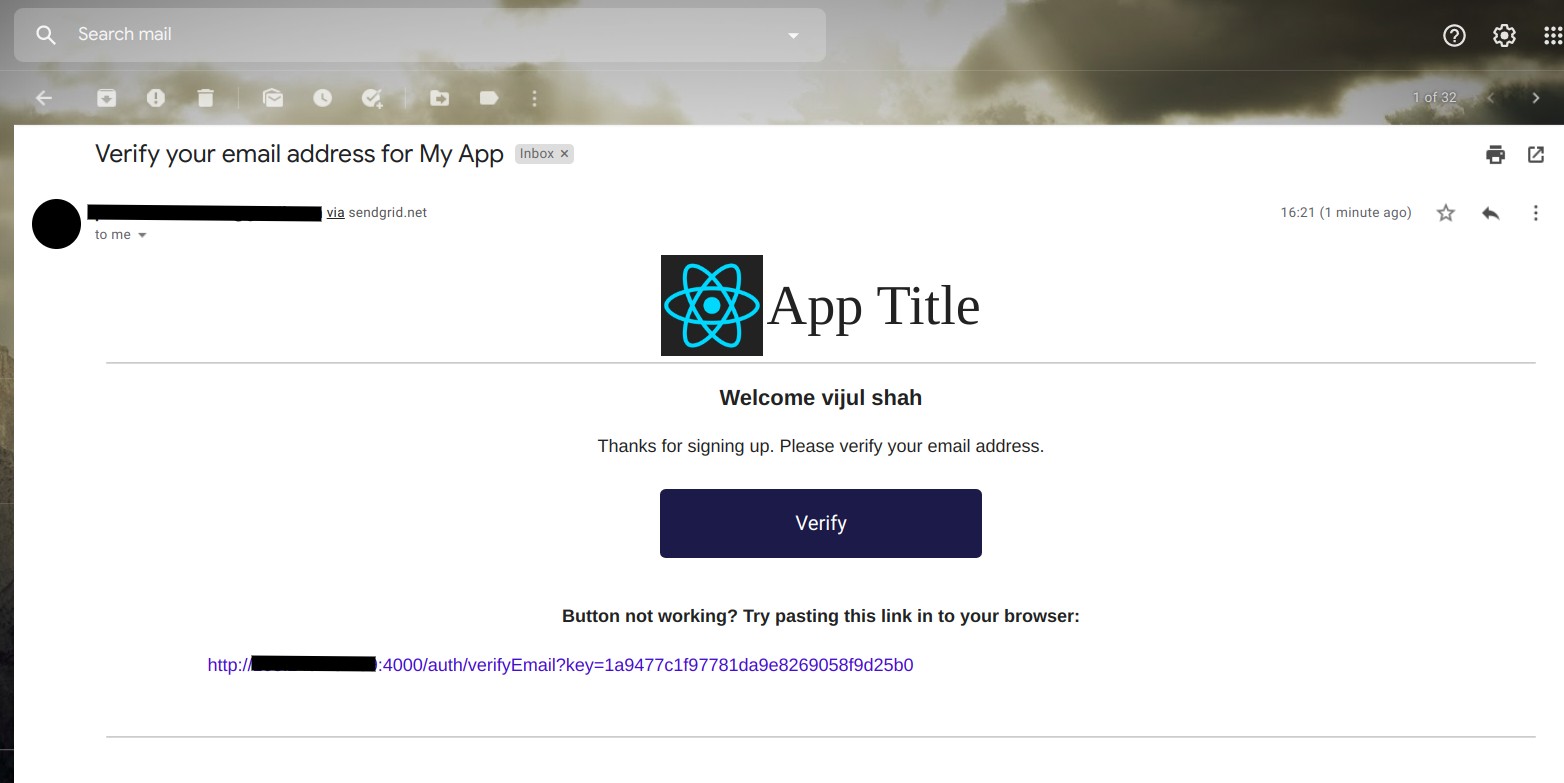 Search mail
1 of 32
Verify your email address for My App Inbox ×
via sendgrid.net 16:21 (1 minute ago)
to me
App Title
Welcome vijul shah
Thanks for signing up. Please verify your email address.
Verify
Button not working? Try pasting this link in to your browser:
http:// :4000/auth/verifyEmail?key=1a9477c1f97781da9e8269058f9d25b0